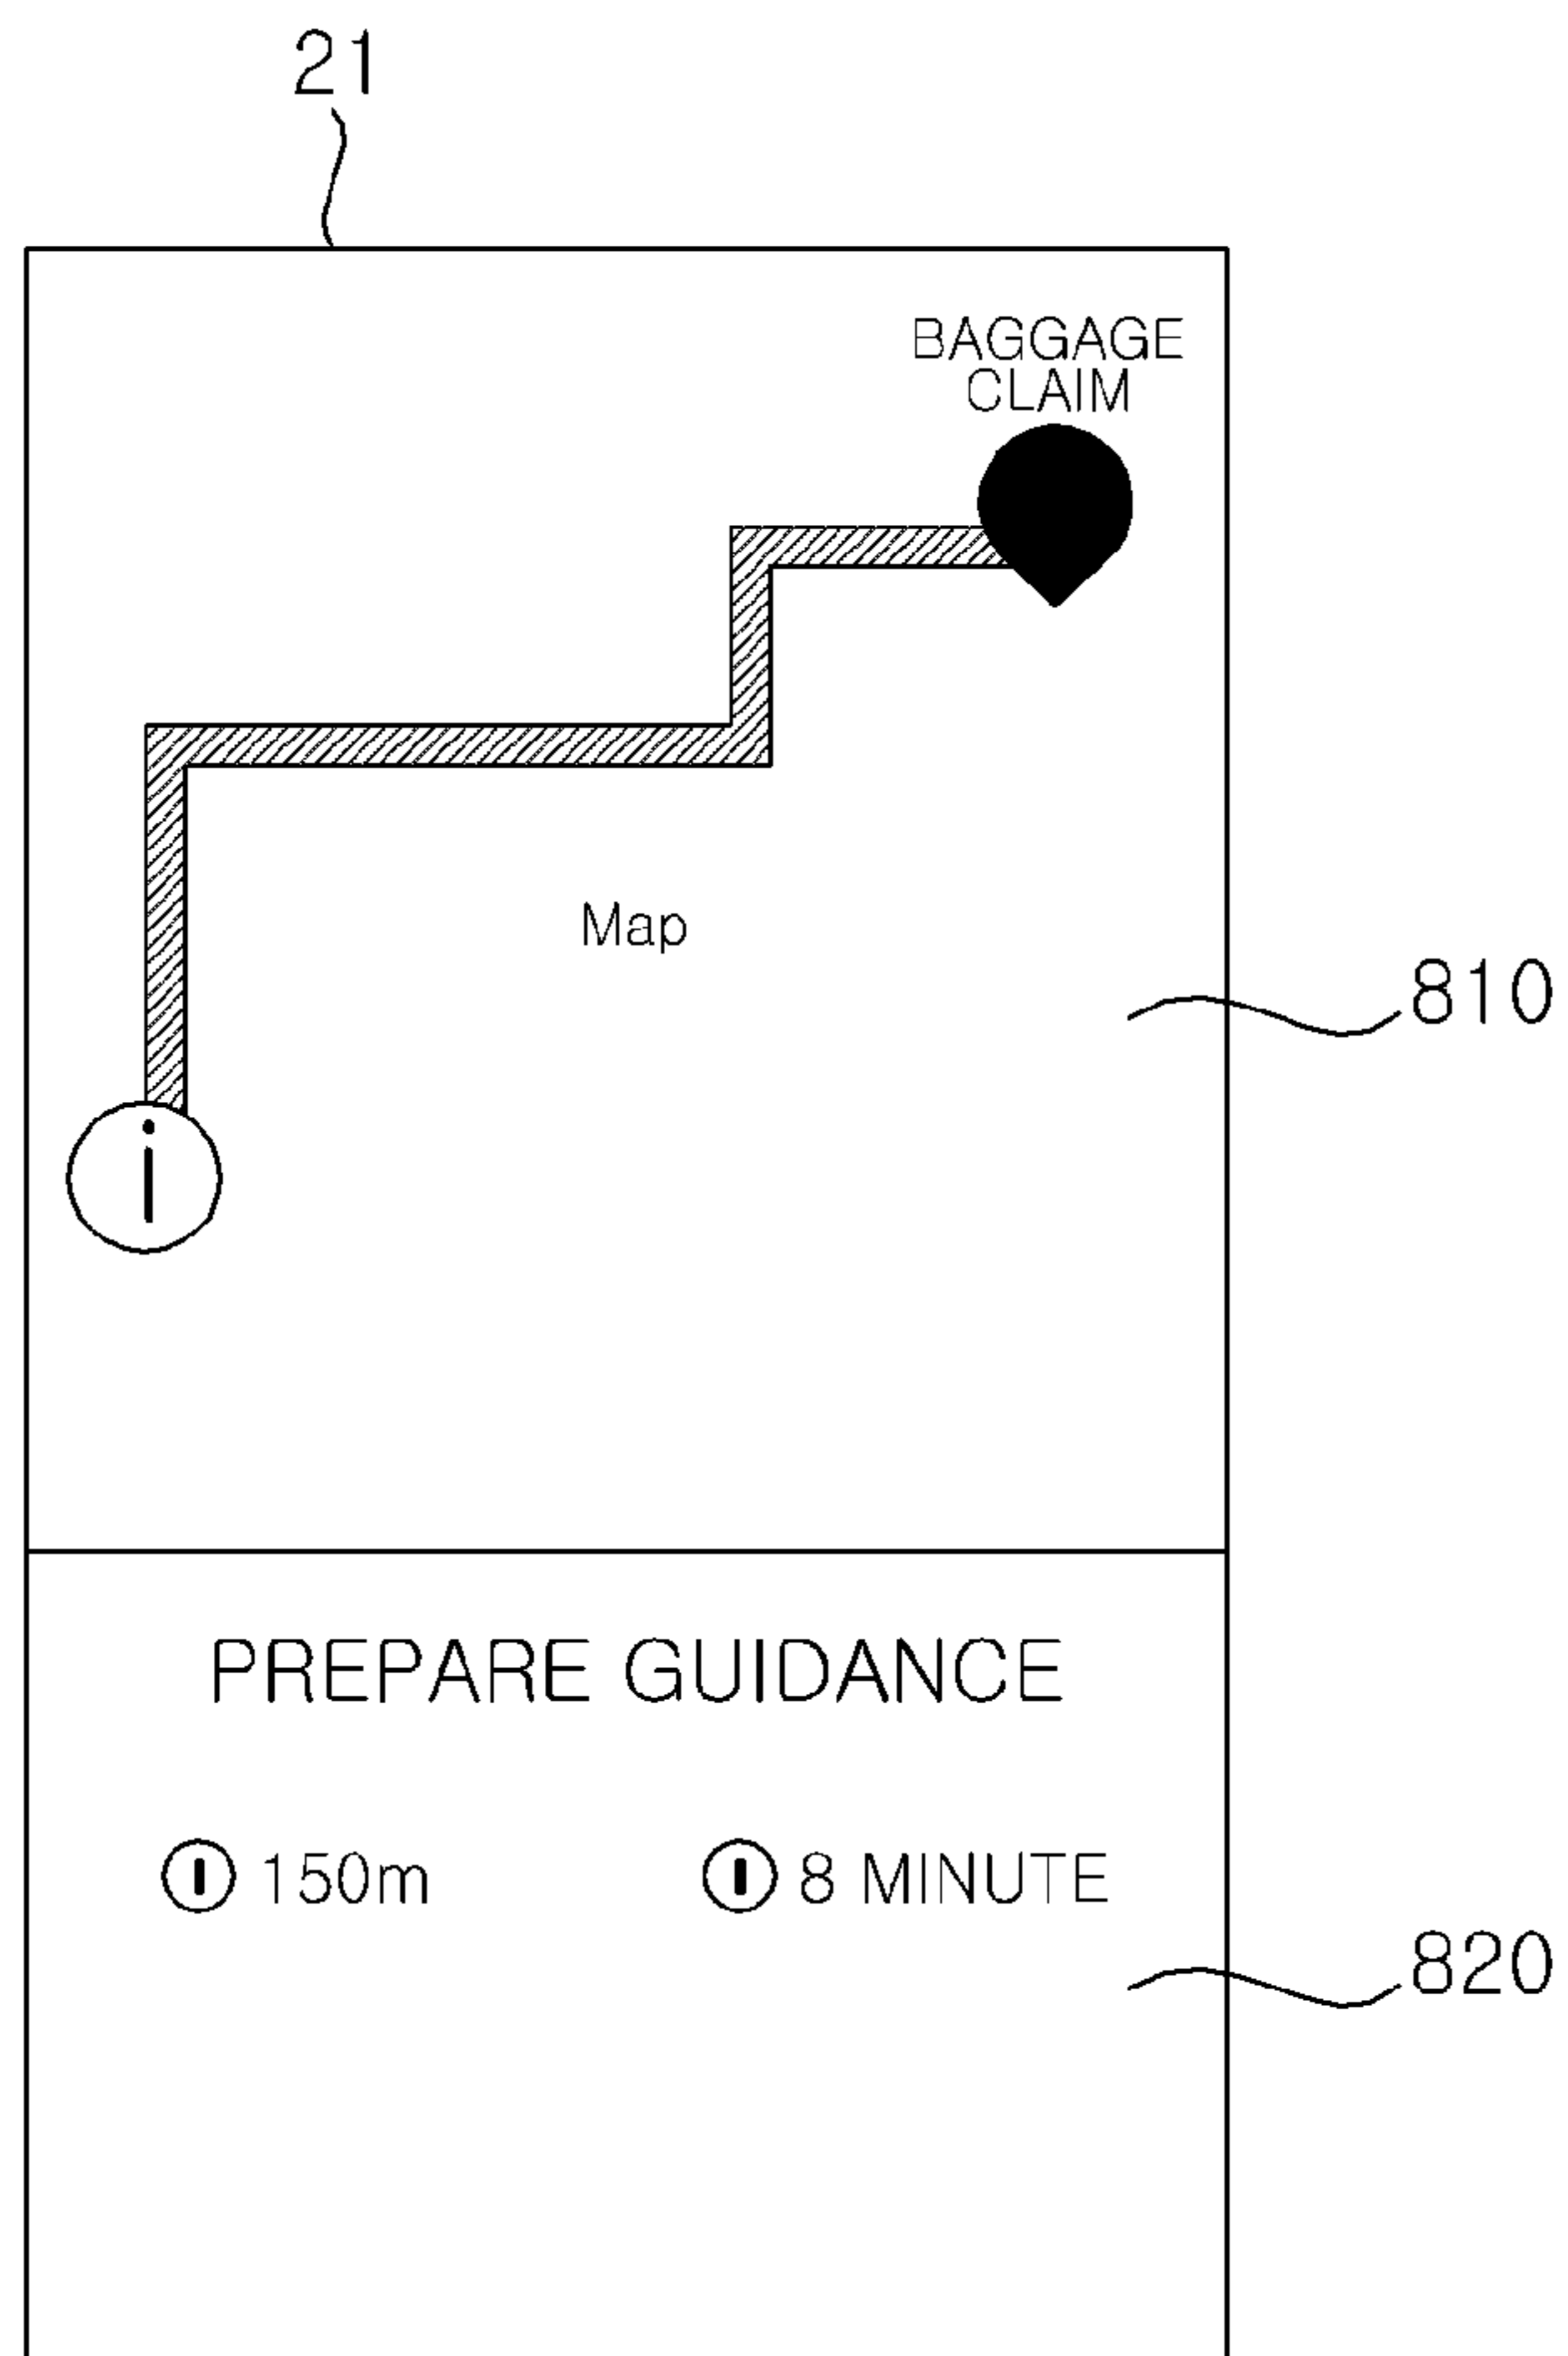 21
BAGGAGE
CLAIM
Map
810
i
PREPARE GUIDANCE
150m 8 MINUTE
820